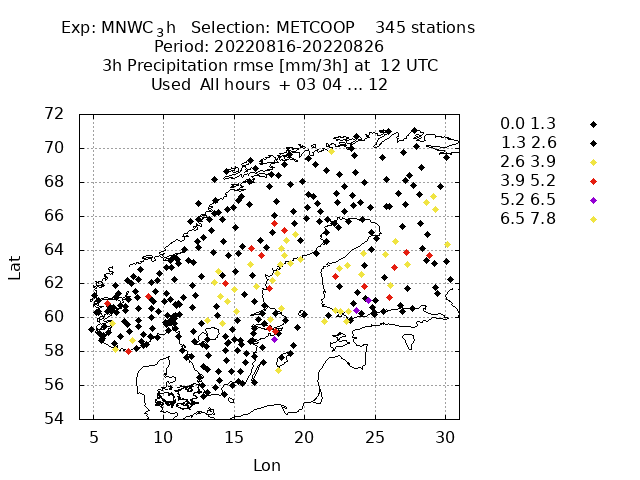 Exp: MNWC₃h   Selection: METCOOP    345 stations
Period: 20220816-20220826
3h Precipitation rmse [mm/3h] at  12 UTC
Used  All hours  + 03 04 ... 12
72
70
68
66
64
62
60
58
56
54
Lat
5 10 15 20 25 30
Lon
0.0 1.3
1.3 2.6
2.6 3.9
3.9 5.2
5.2 6.5
6.5 7.8